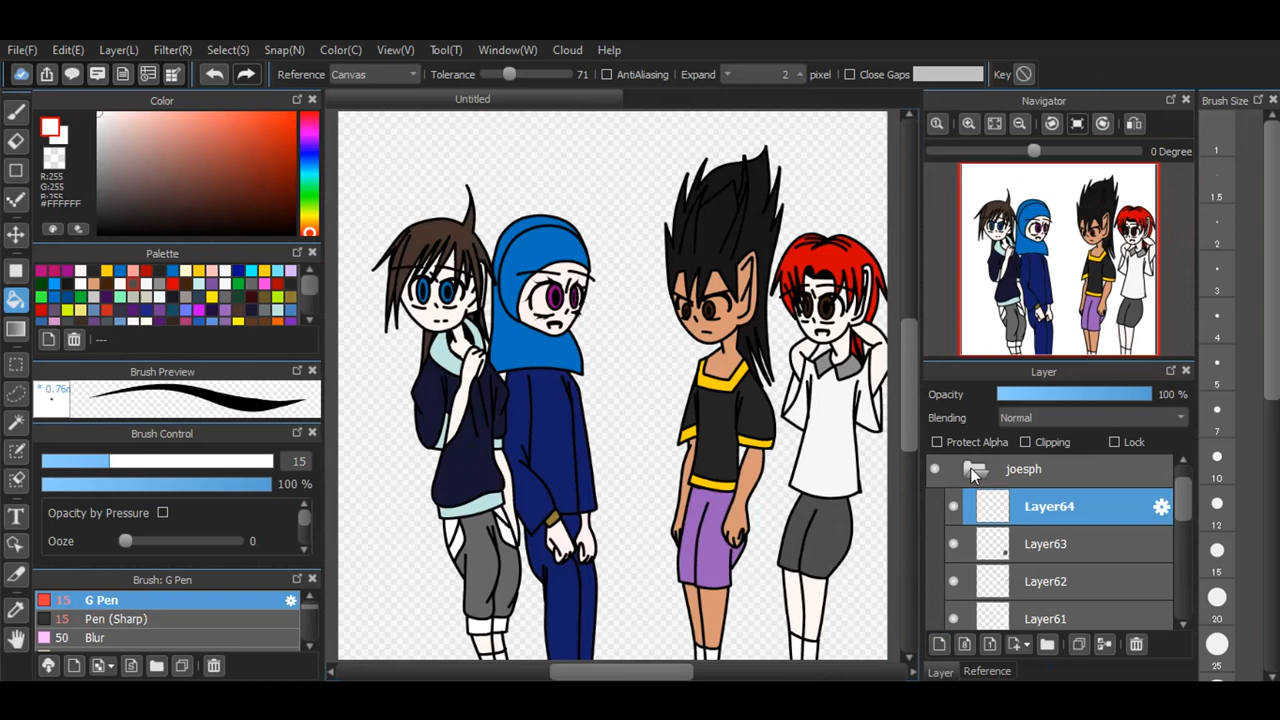 File(F) Edit(E) Layer(L) Filter(R) Select(S) Snap(N) Color(C) View(V) Tool(T) Window(W) Cloud Help
Reference Canvas Tolerance 71 AntiAliasing Expand 2 pixel Close Gaps Key
Color
Untitled
Navigator
Brush Size
R:255
G:255
B:255
#FFFFFF
0 Degree
Palette
---
Brush Preview
* 0.76m
Brush Control
15
100 %
Opacity by Pressure
Ooze 0
Brush: G Pen
15 G Pen
15 Pen (Sharp)
50 Blur
Layer
Opacity 100 %
Blending Normal
Protect Alpha Clipping Lock
joesph
Layer64
Layer63
Layer62
Layer61
Layer Reference
1
1.5
2
3
4
5
7
10
12
15
17
20
25